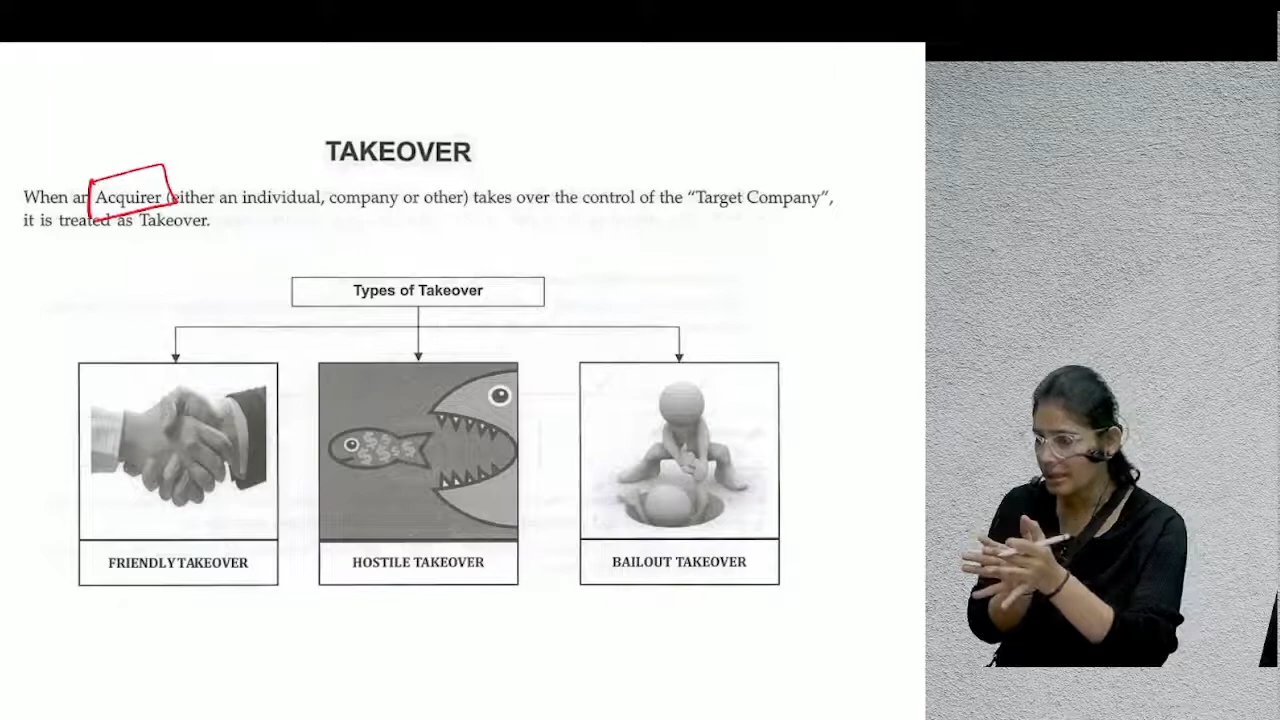 TAKEOVER
When an Acquirer (either an individual, company or other) takes over the control of the “Target Company”,
it is treated as Takeover.
Types of Takeover
FRIENDLY TAKEOVER
HOSTILE TAKEOVER
BAILOUT TAKEOVER